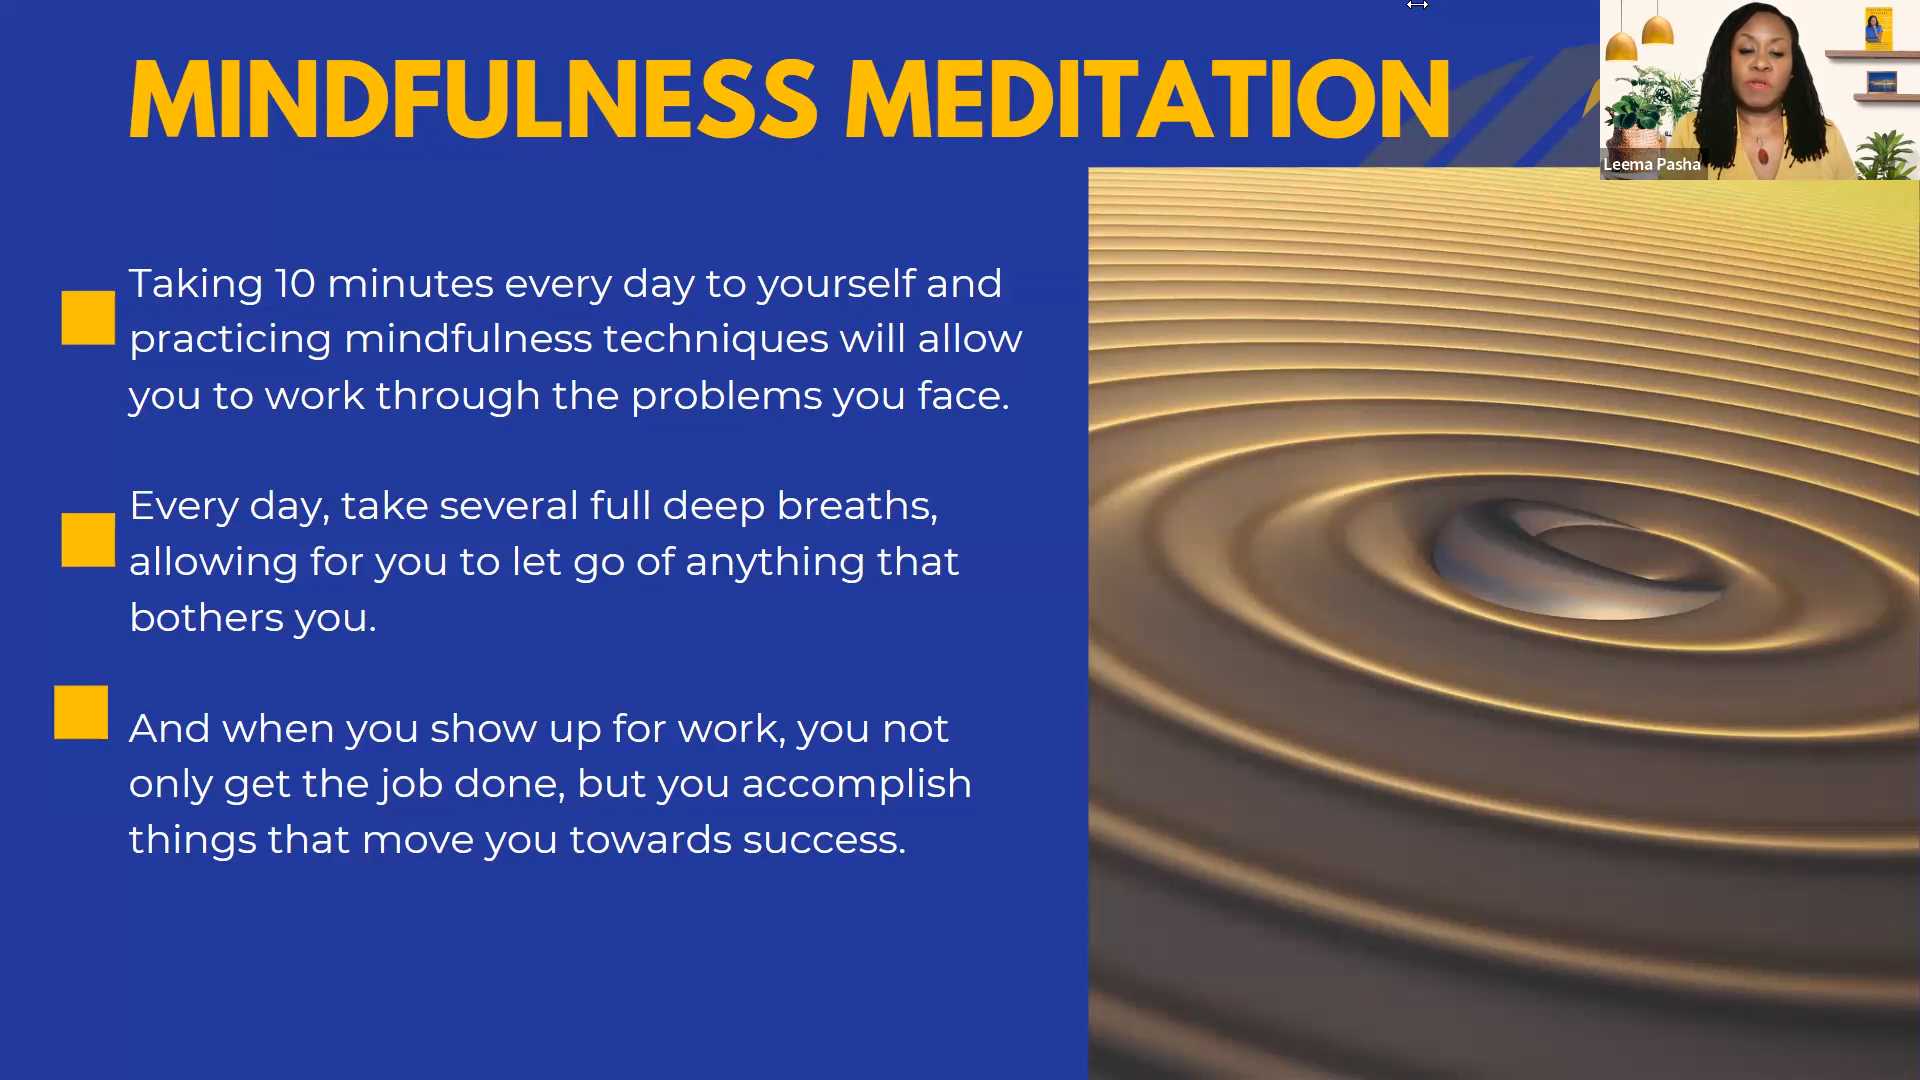 MINDFULNESS MEDITATION
Leema Pasha
Taking 10 minutes every day to yourself and
practicing mindfulness techniques will allow
you to work through the problems you face.
Every day, take several full deep breaths,
allowing for you to let go of anything that
bothers you.
And when you show up for work, you not
only get the job done, but you accomplish
things that move you towards success.